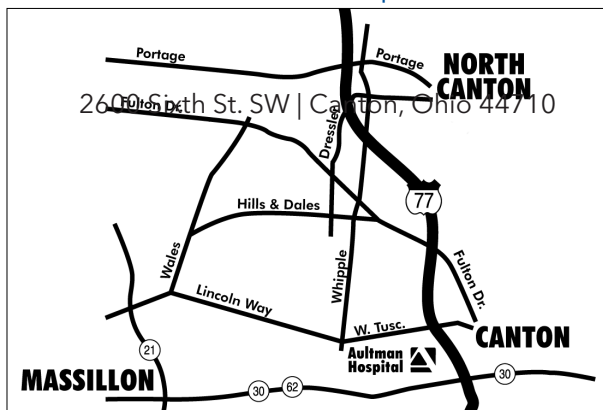 Portage
Portage
NORTH
CANTON
2600 Sixth St. SW | Canton, Ohio 44710
Fulton Dr.
Dressler
77
Hills & Dales
Wales
Whipple
Fulton Dr.
Lincoln Way
W. Tusc.
CANTON
Aultman
Hospital
21
MASSILLON
30
62
30